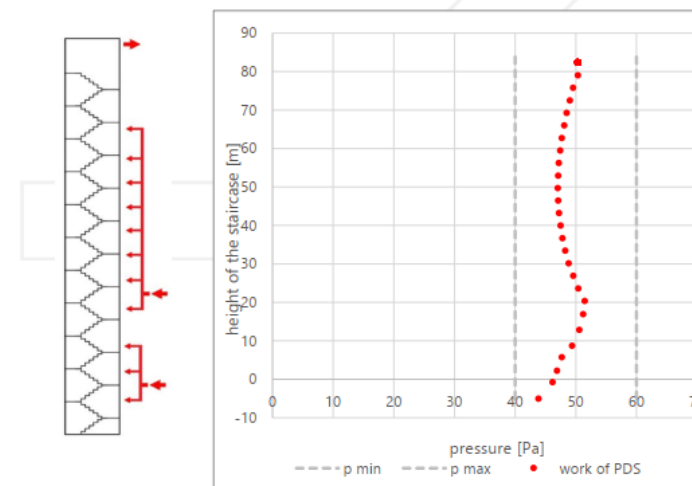 90
80
70
60
50
40
30
20
10
0
-10
height of the staircase [m]
0 10 20 30 40 50 60 7
pressure [Pa]
p min p max work of PDS